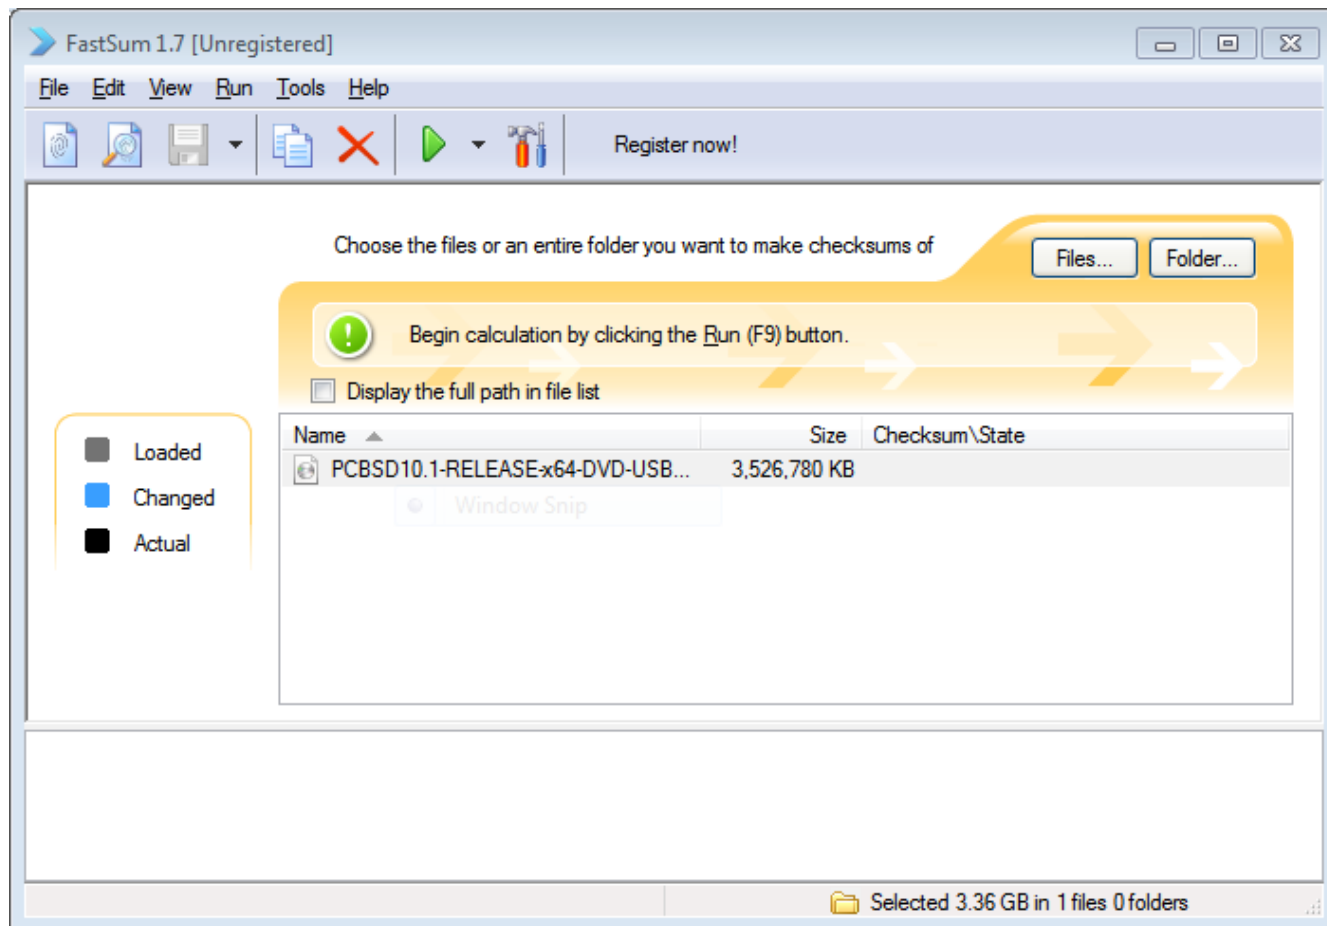 FastSum 1.7 [Unregistered]
File Edit View Run Tools Help
Register now!
Choose the files or an entire folder you want to make checksums of
Files... Folder...
Begin calculation by clicking the Run (F9) button.
Display the full path in file list
Name Size Checksum\State
PCBSD10.1-RELEASE-x64-DVD-USB... 3,526,780 KB
Window Snip
Loaded
Changed
Actual
Selected 3.36 GB in 1 files 0 folders